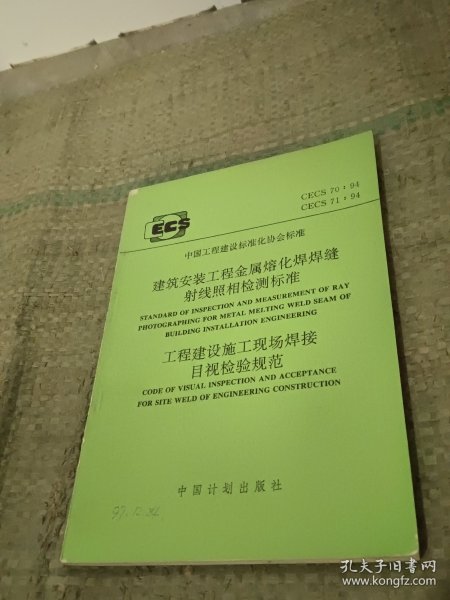 CECS 70：94
CECS 71：94
ECS
中国工程建设标准化协会标准
建筑安装工程金属熔化焊焊缝
射线照相检测标准
STANDARD OF INSPECTION AND MEASUREMENT OF RAY
PHOTOGRAPHING FOR METAL MELTING WELD SEAM OF
BUILDING INSTALLATION ENGINEERING
工程建设施工现场焊接
目视检验规范
CODE OF VISUAL INSPECTION AND ACCEPTANCE
FOR SITE WELD OF ENGINEERING CONSTRUCTION
中国计划出版社
孔夫子旧书网
www.kongfz.com